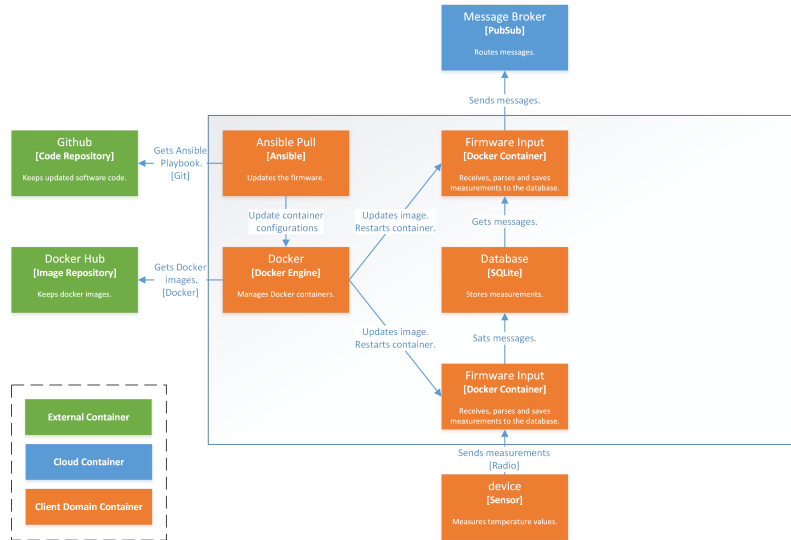 Message Broker
[PubSub]
Routes messages.
Sends messages.
Github
[Code Repository]
Keeps updated software code.
Gets Ansible
Playbook.
[Git]
Ansible Pull
[Ansible]
Updates the firmware.
Firmware Input
[Docker Container]
Receives, parses and saves
measurements to the database.
Update container
configurations
Updates image.
Restarts container.
Gets messages.
Docker Hub
[Image Repository]
Keeps docker images.
Gets Docker
images.
[Docker]
Docker
[Docker Engine]
Manages Docker containers.
Database
[SQLite]
Stores measurements.
Updates image.
Restarts container.
Sats messages.
Firmware Input
[Docker Container]
Receives, parses and saves
measurements to the database.
External Container
Cloud Container
Client Domain Container
Sends measurements
[Radio]
device
[Sensor]
Measures temperature values.